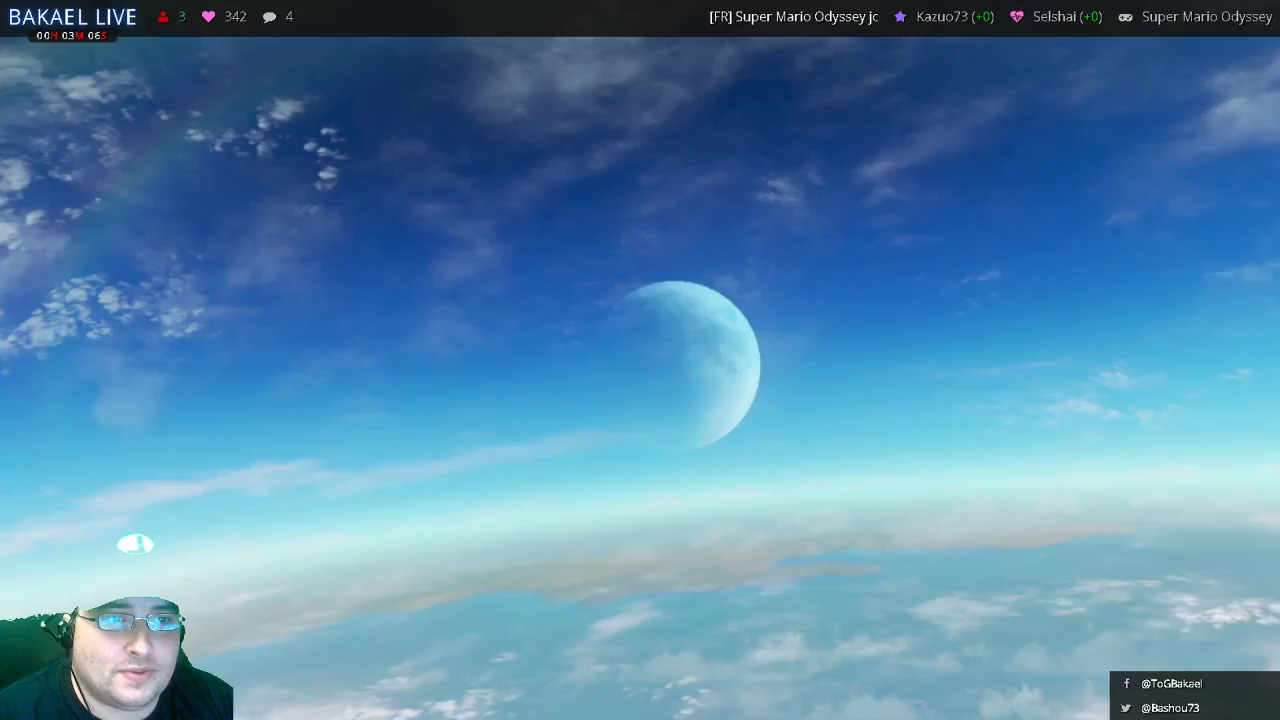 BAKAEL LIVE 3 342 4 [FR] Super Mario Odyssey jc Kazuo73 (+0) Selshai (+0) Super Mario Odyssey
00H 03M 06S
@ToGBakael
@Bashou73